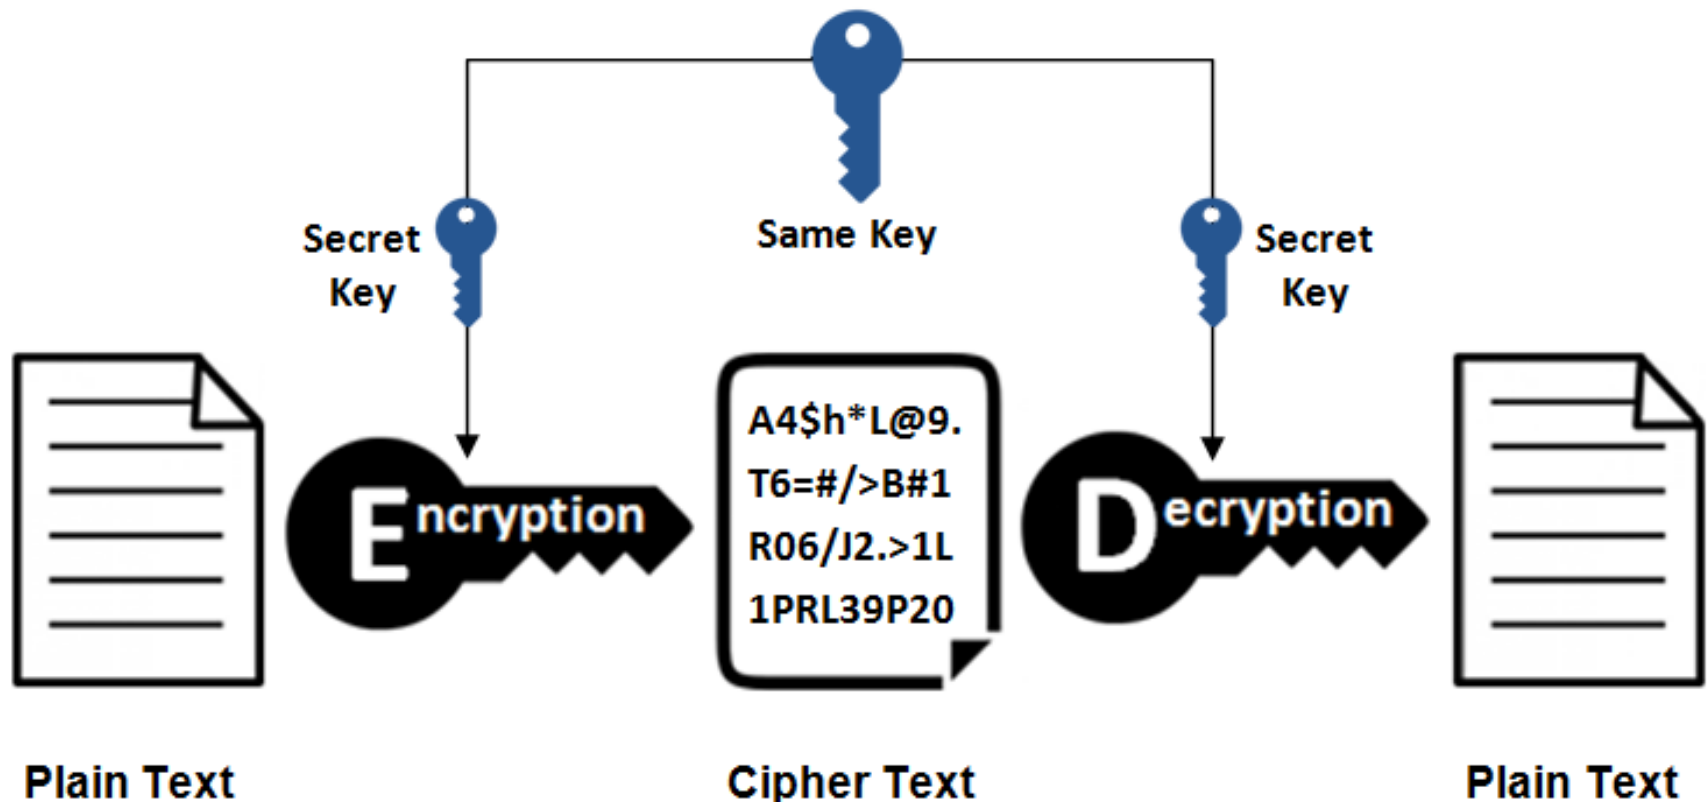 Same Key
Secret
Key
Secret
Key
Encryption
A4$h*L@9.
T6=#/>B#1
R06/J2.>1L
1PRL39P20
Decryption
Plain Text
Cipher Text
Plain Text